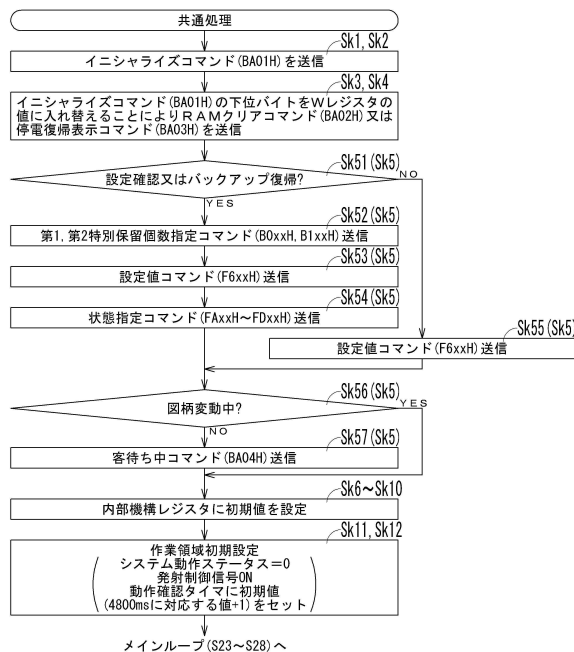 共通処理
Sk1, Sk2
イニシャライズコマンド(BA01H)を送信
Sk3, Sk4
イニシャライズコマンド(BA01H)の下位バイトをWレジスタの
値に入れ替えることによりRAMクリアコマンド(BA02H)又は
停電復帰表示コマンド(BA03H)を送信
Sk51(Sk5)
設定確認又はバックアップ復帰?
NO
YES
Sk52(Sk5)
第1,第2特別保留個数指定コマンド(B0xxH,B1xxH)送信
Sk53(Sk5)
設定値コマンド(F6xxH)送信
Sk54(Sk5)
状態指定コマンド(FAxxH～FDxxH)送信
Sk55(Sk5)
設定値コマンド(F6xxH)送信
Sk56(Sk5)
図柄変動中?
YES
NO
Sk57(Sk5)
客待ち中コマンド(BA04H)送信
Sk6～Sk10
内部機構レジスタに初期値を設定
Sk11, Sk12
作業領域初期設定
システム動作ステータス=0
発射制御信号ON
動作確認タイマに初期値
(4800msに対応する値+1)をセット
メインループ(S23～S28)へ